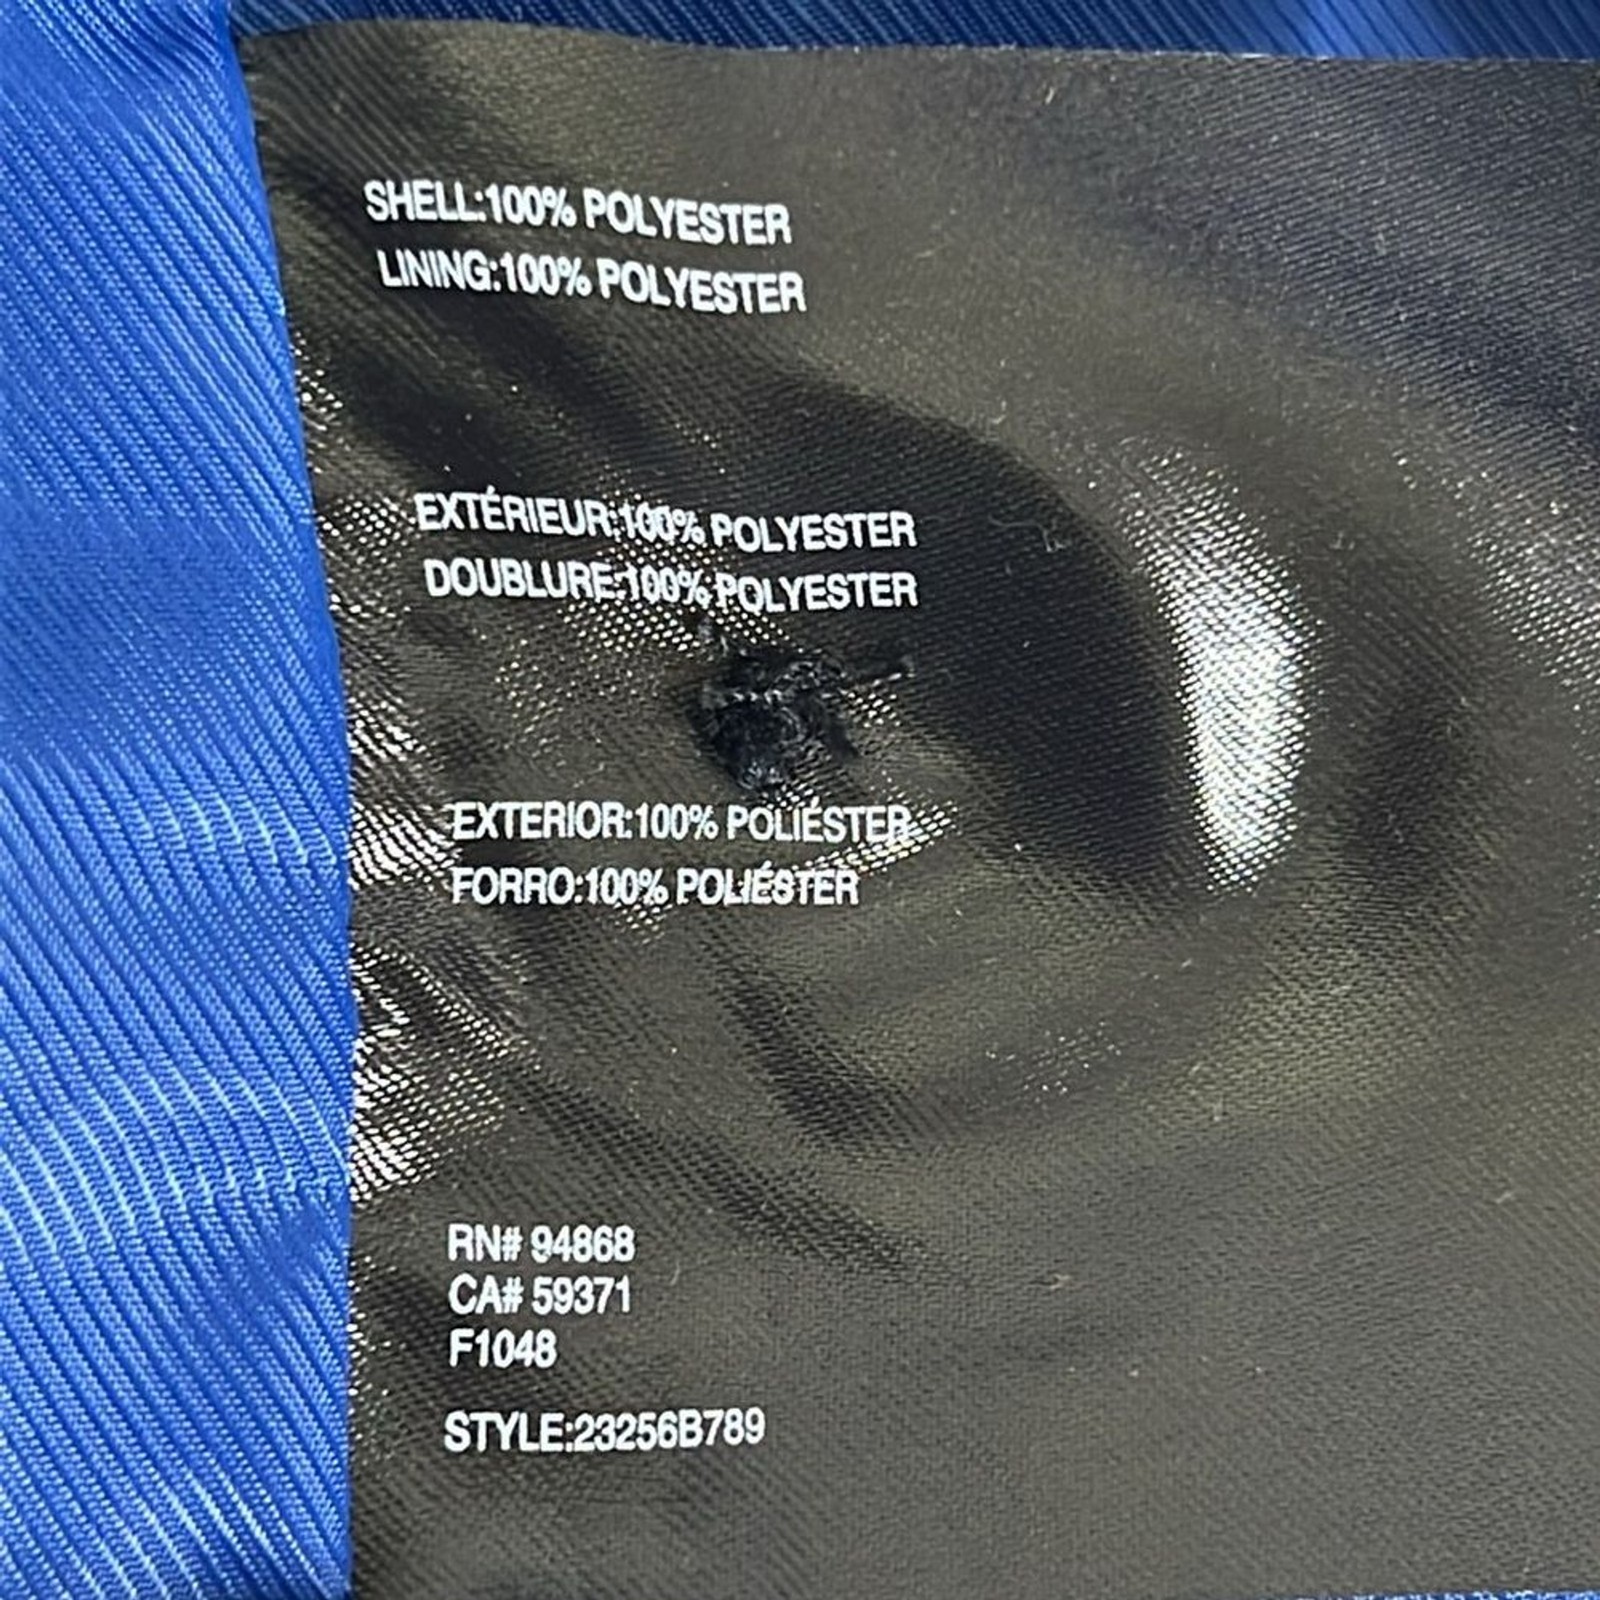 SHELL:100% POLYESTER
LINING:100% POLYESTER
EXTÉRIEUR:100% POLYESTER
DOUBLURE:100% POLYESTER
EXTERIOR:100% POLIÉSTER
FORRO:100% POLIÉSTER
RN# 94868
CA# 59371
F1048
STYLE:23256B789